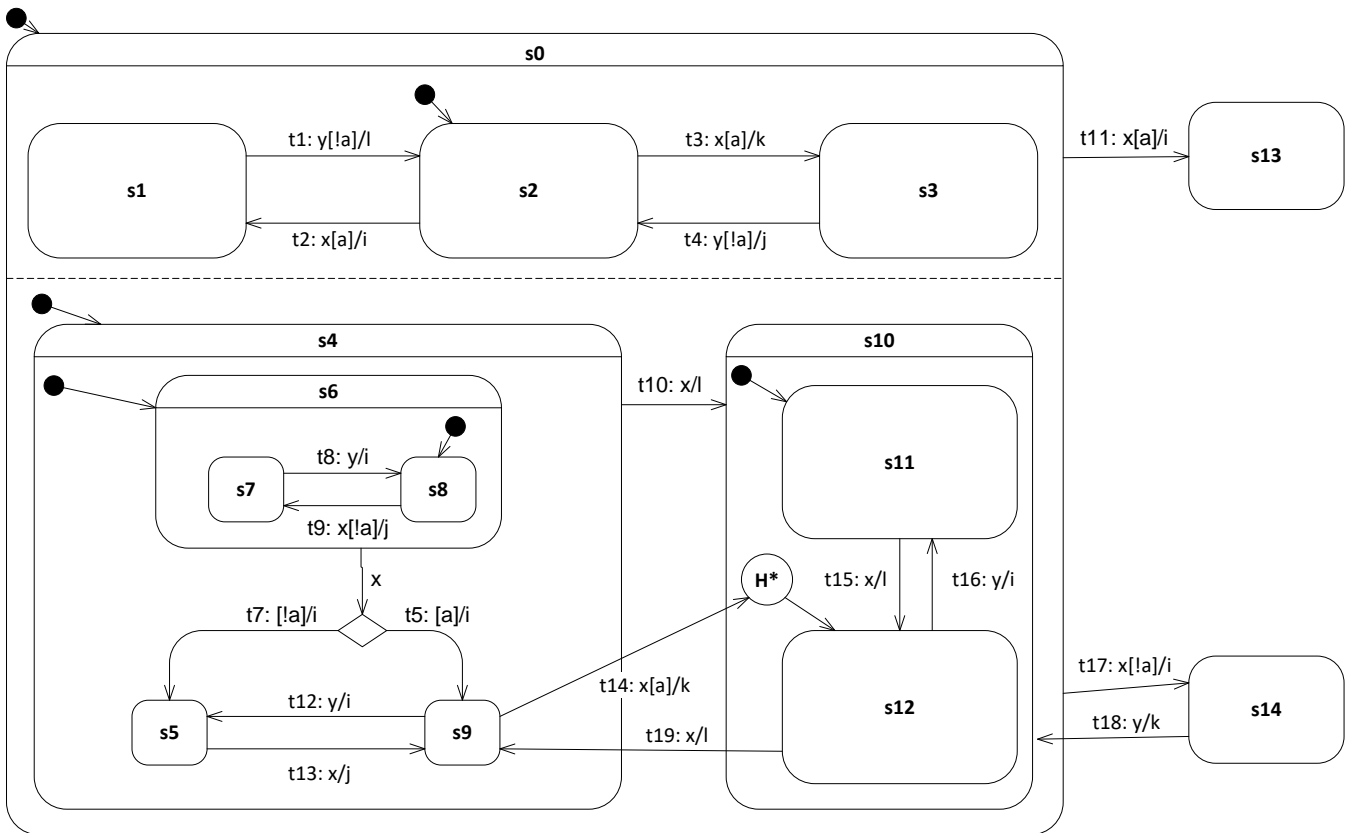 s0
t1: y[!a]/l
t3: x[a]/k
t11: x[a]/i
s13
s1
s2
s3
t2: x[a]/i
t4: y[!a]/j
s4
s10
s6
t10: x/l
t8: y/i
s7
s8
s11
t9: x[!a]/j
x
H*
t15: x/l
t16: y/i
t7: [!a]/i
t5: [a]/i
t14: x[a]/k
t17: x[!a]/i
t12: y/i
s5
s9
s12
s14
t19: x/l
t18: y/k
t13: x/j